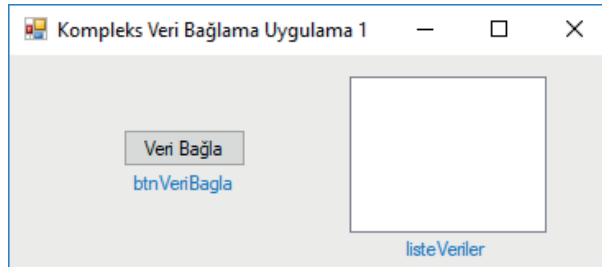 Kompleks Veri Bağlama Uygulama 1
Veri Bağla
btnVeriBagla
listeVeriler